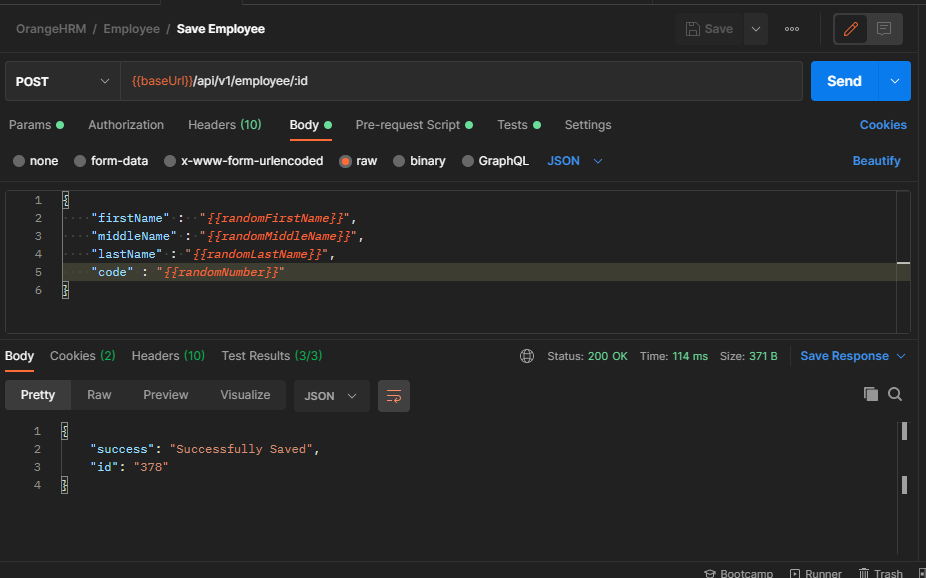 OrangeHRM / Employee / Save Employee
Save
POST {{baseUrl}}/api/v1/employee/:id Send
Params Authorization Headers (10) Body Pre-request Script Tests Settings Cookies
none form-data x-www-form-urlencoded raw binary GraphQL JSON Beautify
1 {
2 "firstName" : "{{randomFirstName}}",
3 "middleName" : "{{randomMiddleName}}",
4 "lastName" : "{{randomLastName}}",
5 "code" : "{{randomNumber}}"
6 }
Body Cookies (2) Headers (10) Test Results (3/3) Status: 200 OK Time: 114 ms Size: 371 B Save Response
Pretty Raw Preview Visualize JSON
1 {
2 "success": "Successfully Saved",
3 "id": "378"
4 }
Bootcamp Runner Trash